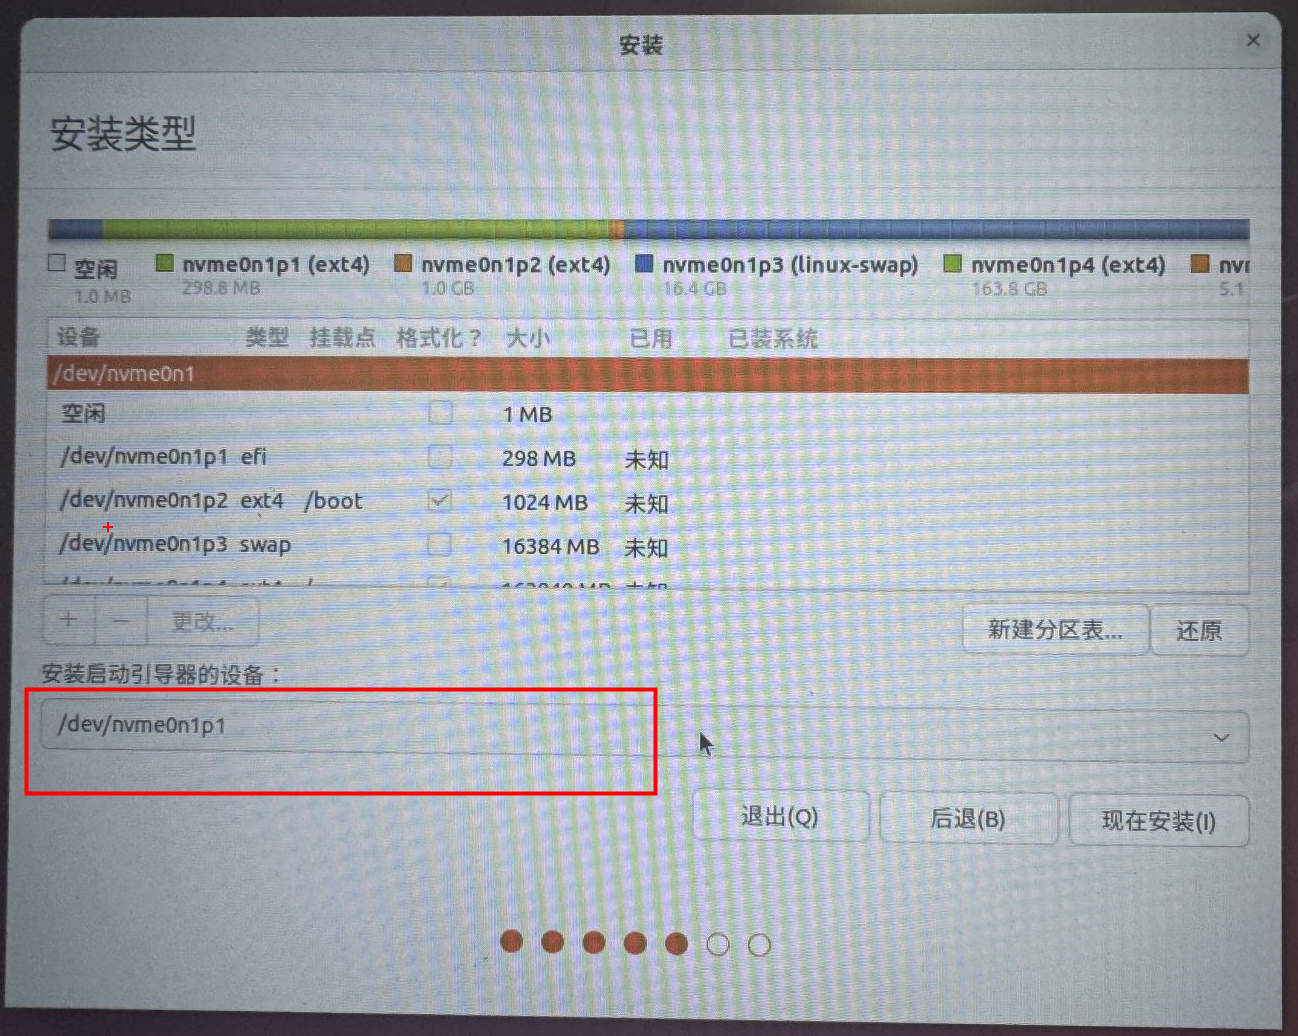 安装
安装类型
空闲 nvme0n1p1 (ext4) nvme0n1p2 (ext4) nvme0n1p3 (linux-swap) nvme0n1p4 (ext4)
1.0 MB 298.8 MB 1.0 GB 16.4 GB 163.8 GB 5.1
设备 类型 挂载点 格式化？ 大小 已用 已装系统
/dev/nvme0n1
空闲 1 MB
/dev/nvme0n1p1 efi 298 MB 未知
/dev/nvme0n1p2 ext4 /boot 1024 MB 未知
/dev/nvme0n1p3 swap 16384 MB 未知
+ − 更改... 新建分区表... 还原
安装启动引导器的设备：
/dev/nvme0n1p1
退出(Q) 后退(B) 现在安装(I)